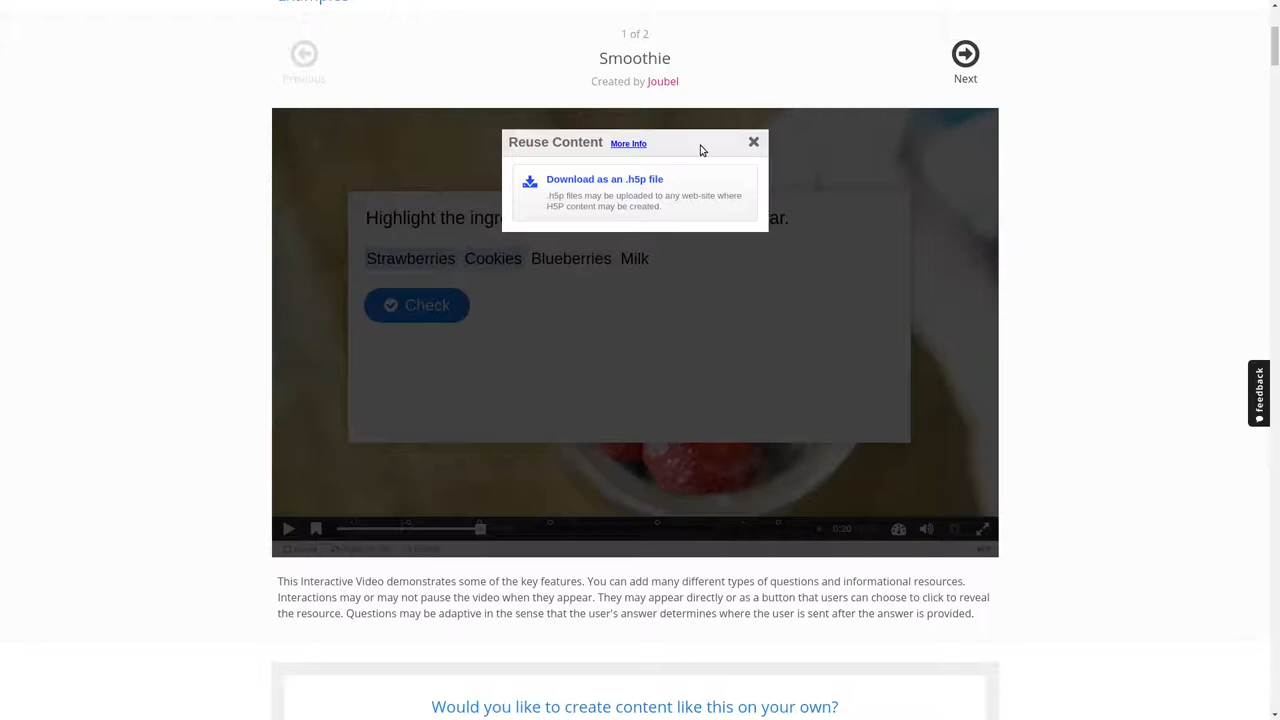 Examples
1 of 2
Previous
Smoothie
Next
Created by Joubel
Reuse Content More Info
Download as an .h5p file
.h5p files may be uploaded to any web-site where
H5P content may be created.
Highlight the ingr
ar.
Strawberries Cookies Blueberries Milk
Check
feedback
0:20
This Interactive Video demonstrates some of the key features. You can add many different types of questions and informational resources.
Interactions may or may not pause the video when they appear. They may appear directly or as a button that users can choose to click to reveal
the resource. Questions may be adaptive in the sense that the user's answer determines where the user is sent after the answer is provided.
Would you like to create content like this on your own?